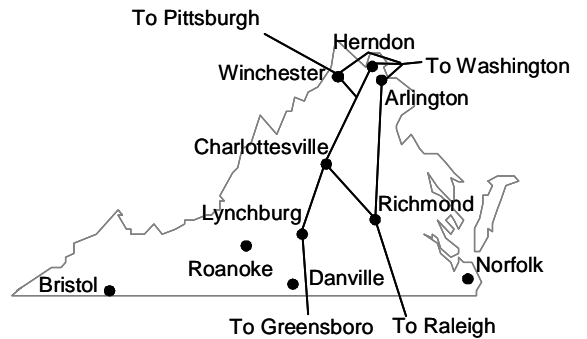 To Pittsburgh
Herndon
Winchester
To Washington
Arlington
Charlottesville
Lynchburg
Richmond
Roanoke
Danville
Norfolk
Bristol
To Greensboro
To Raleigh